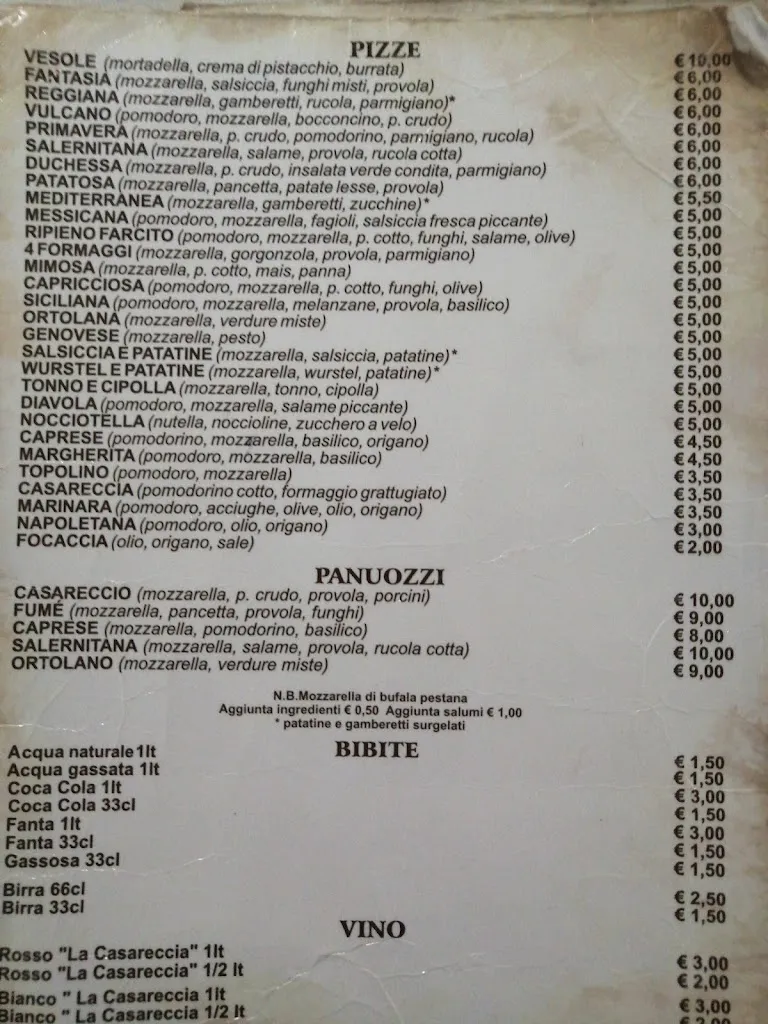 PIZZE
VESOLE (mortadella, crema di pistacchio, burrata) € 10,00
FANTASIA (mozzarella, salsiccia, funghi misti, provola) € 6,00
REGGIANA (mozzarella, gamberetti, rucola, parmigiano)* € 6,00
VULCANO (pomodoro, mozzarella, bocconcino, p. crudo) € 6,00
PRIMAVERA (mozzarella, p. crudo, pomodorino, parmigiano, rucola) € 6,00
SALERNITANA (mozzarella, salame, provola, rucola cotta) € 6,00
DUCHESSA (mozzarella, p. crudo, insalata verde condita, parmigiano) € 6,00
PATATOSA (mozzarella, pancetta, patate lesse, provola) € 6,00
MEDITERRANEA (mozzarella, gamberetti, zucchine)* € 5,50
MESSICANA (pomodoro, mozzarella, fagioli, salsiccia fresca piccante) € 5,00
RIPIENO FARCITO (pomodoro, mozzarella, p. cotto, funghi, salame, olive) € 5,00
4 FORMAGGI (mozzarella, gorgonzola, provola, parmigiano) € 5,00
MIMOSA (mozzarella, p. cotto, mais, panna) € 5,00
CAPRICCIOSA (pomodoro, mozzarella, p. cotto, funghi, olive) € 5,00
SICILIANA (pomodoro, mozzarella, melanzane, provola, basilico) € 5,00
ORTOLANA (mozzarella, verdure miste) € 5,00
GENOVESE (mozzarella, pesto) € 5,00
SALSICCIA E PATATINE (mozzarella, salsiccia, patatine)* € 5,00
WURSTEL E PATATINE (mozzarella, wurstel, patatine)* € 5,00
TONNO E CIPOLLA (mozzarella, tonno, cipolla) € 5,00
DIAVOLA (pomodoro, mozzarella, salame piccante) € 5,00
NOCCIOTELLA (nutella, noccioline, zucchero a velo) € 5,00
CAPRESE (pomodorino, mozzarella, basilico, origano) € 4,50
MARGHERITA (pomodoro, mozzarella, basilico) € 4,50
TOPOLINO (pomodoro, mozzarella) € 3,50
CASARECCIA (pomodorino cotto, formaggio grattugiato) € 3,50
MARINARA (pomodoro, acciughe, olive, olio, origano) € 3,50
NAPOLETANA (pomodoro, olio, origano) € 3,00
FOCACCIA (olio, origano, sale) € 2,00
PANUOZZI
CASARECCIO (mozzarella, p. crudo, provola, porcini) € 10,00
FUMÉ (mozzarella, pancetta, provola, funghi) € 9,00
CAPRESE (mozzarella, pomodorino, basilico) € 8,00
SALERNITANA (mozzarella, salame, provola, rucola cotta) € 10,00
ORTOLANO (mozzarella, verdure miste) € 9,00
N.B.Mozzarella di bufala pestana
Aggiunta ingredienti € 0,50 Aggiunta salumi € 1,00
* patatine e gamberetti surgelati
BIBITE
Acqua naturale 1lt € 1,50
Acqua gassata 1lt € 1,50
Coca Cola 1lt € 3,00
Coca Cola 33cl € 1,50
Fanta 1lt € 3,00
Fanta 33cl € 1,50
Gassosa 33cl € 1,50
Birra 66cl € 2,50
Birra 33cl € 1,50
VINO
Rosso "La Casareccia" 1lt € 3,00
Rosso "La Casareccia" 1/2 lt € 2,00
Bianco " La Casareccia 1lt € 3,00
Bianco " La Casareccia 1/2 lt